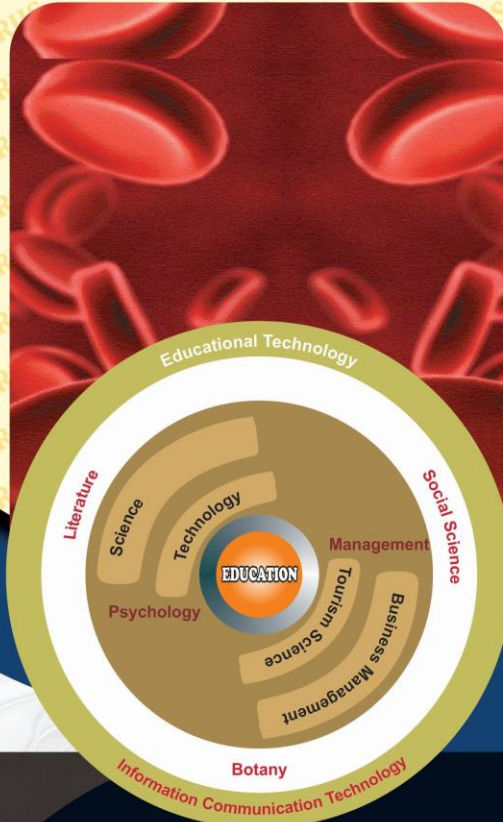 Educational Technology
Literature
Social Science
Science
Technology
Management
EDUCATION
Psychology
Tourism Science
Business Management
Botany
Information Communication Technology